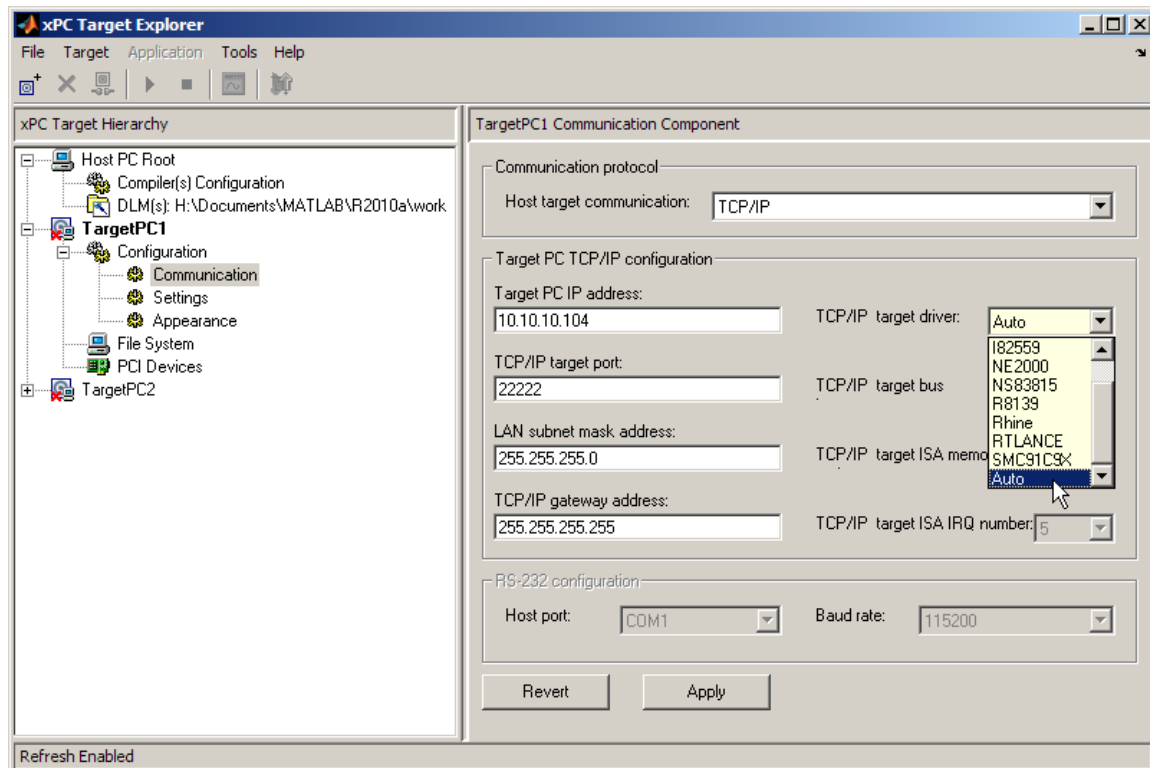 xPC Target Explorer
File Target Application Tools Help
xPC Target Hierarchy
Host PC Root
Compiler(s) Configuration
DLM(s): H:\Documents\MATLAB\R2010a\work
TargetPC1
Configuration
Communication
Settings
Appearance
File System
PCI Devices
TargetPC2
TargetPC1 Communication Component
Communication protocol
Host target communication: TCP/IP
Target PC TCP/IP configuration
Target PC IP address:
10.10.10.104
TCP/IP target driver: Auto
I82559
NE2000
NS83815
R8139
Rhine
RTLANCE
SMC91C9X
Auto
TCP/IP target port:
22222
TCP/IP target bus
LAN subnet mask address:
255.255.255.0
TCP/IP target ISA memo
TCP/IP gateway address:
255.255.255.255
TCP/IP target ISA IRQ number: 5
RS-232 configuration
Host port: COM1
Baud rate: 115200
Revert Apply
Refresh Enabled